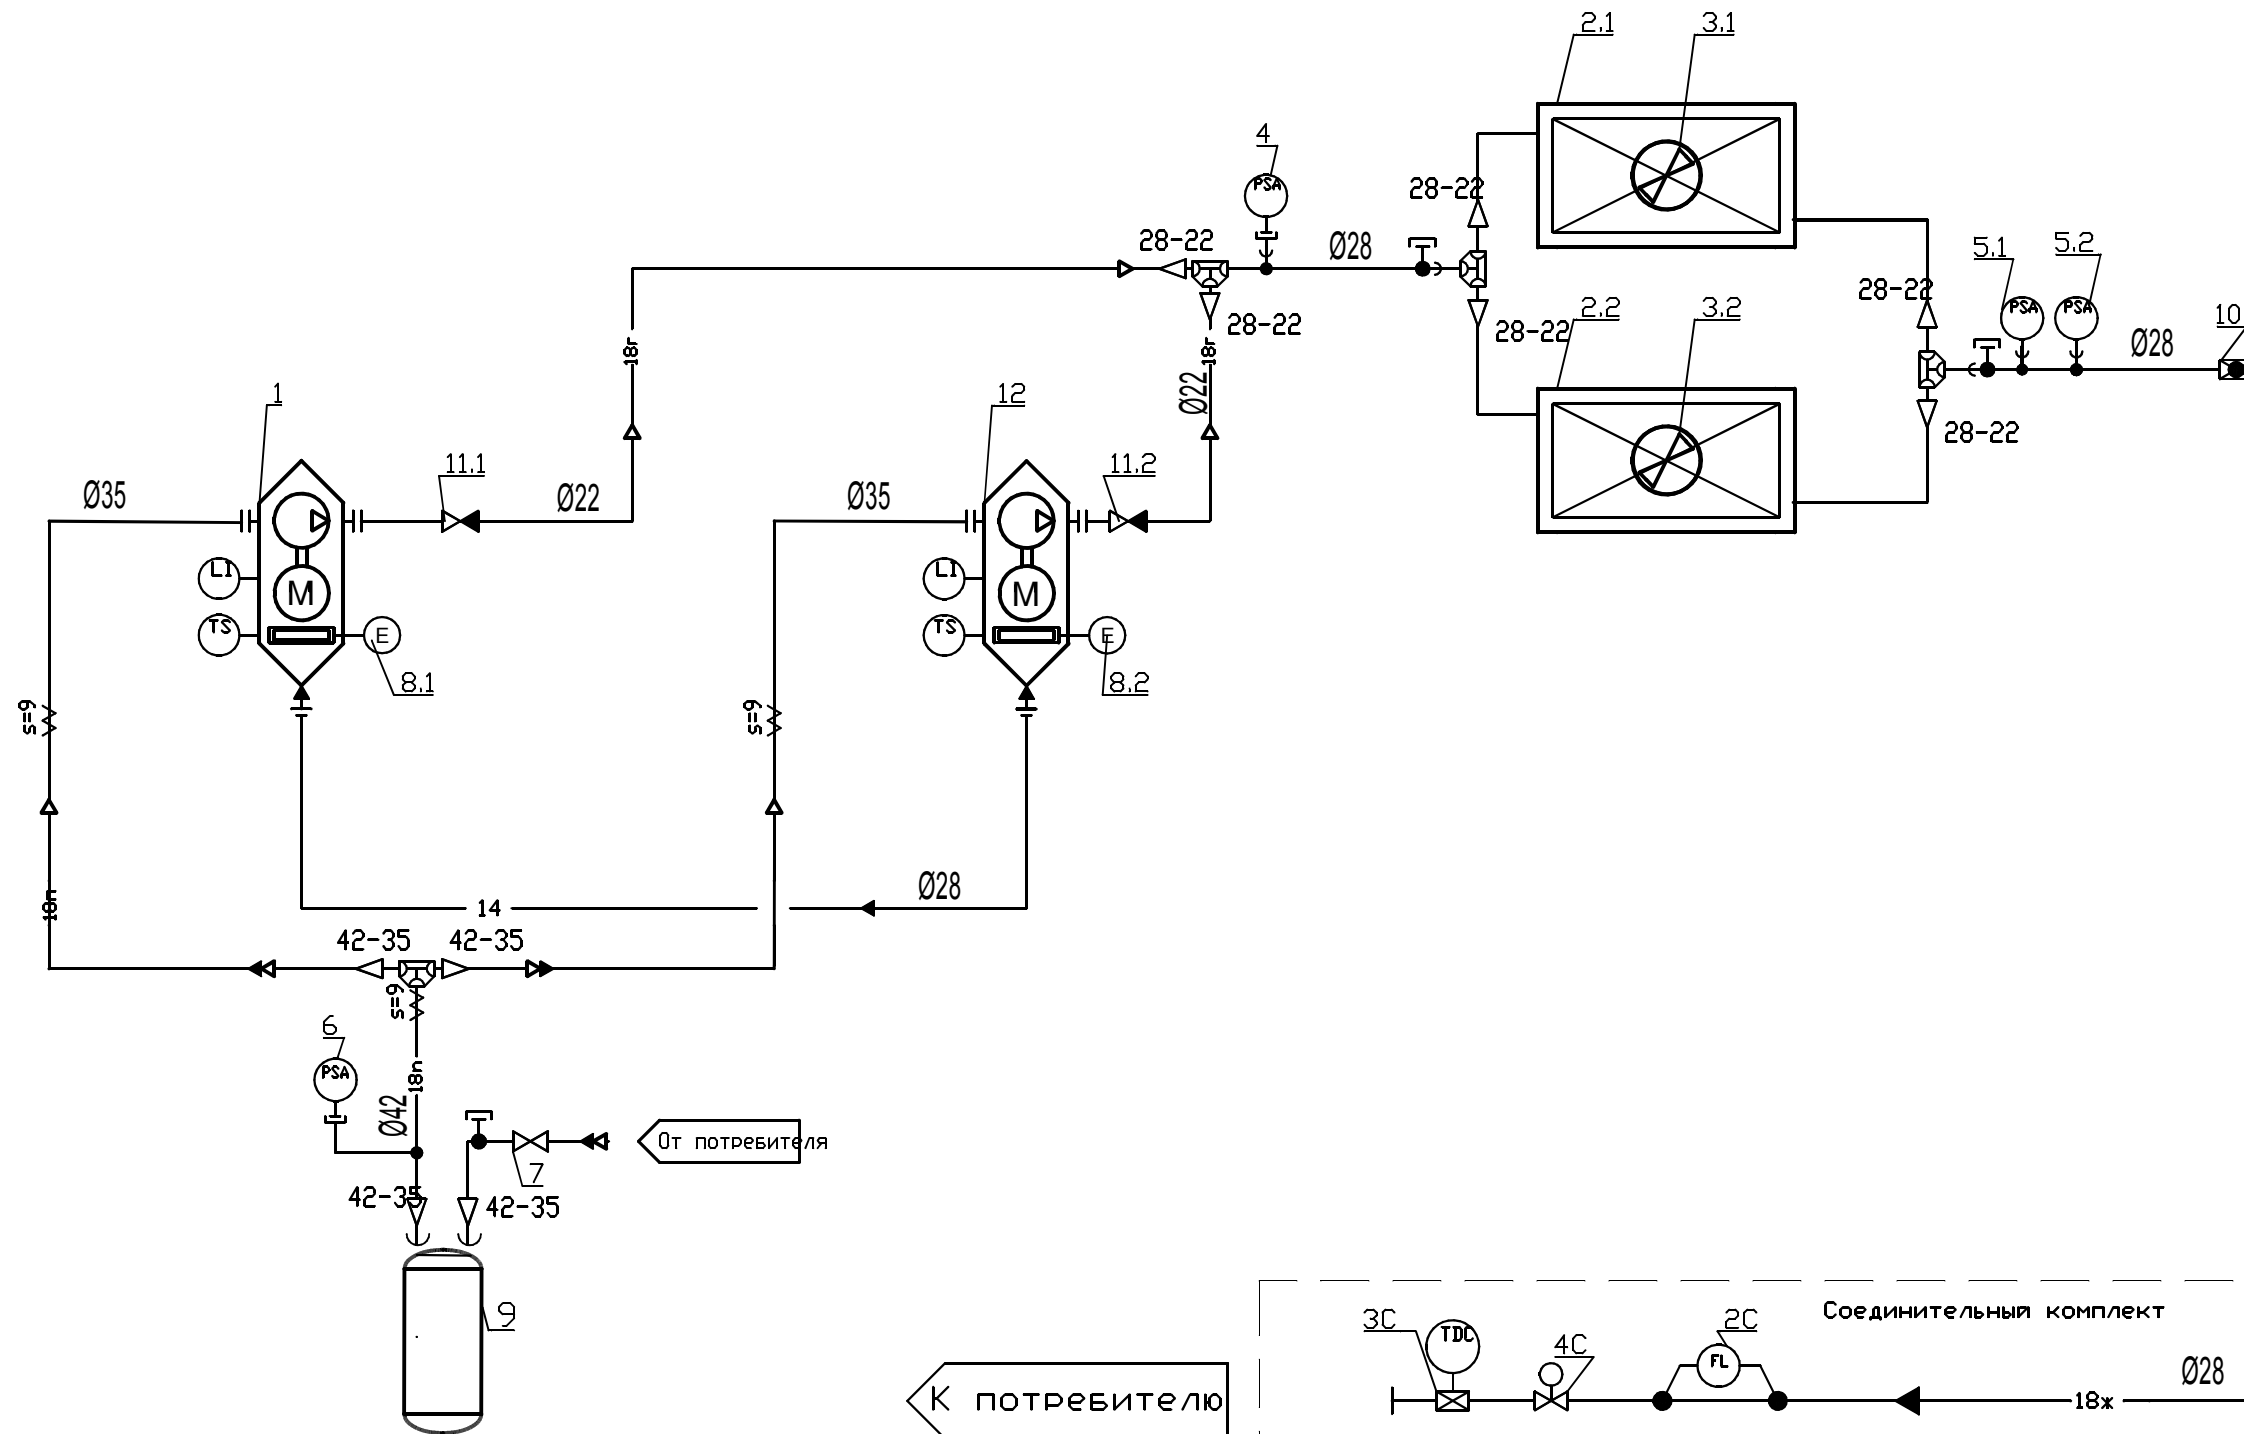 2.1
3.1
4
PSA
28-22
28-22
Ø28
28-22
5.1
5.2
28-22
PSA
PSA
10
28-22
28-22
2.2
3.2
18г
18г
Ø28
Ø22
1
12
28-22
11.1
11.2
Ø35
Ø22
Ø35
LI
M
LI
M
TS
E
TS
E
8.1
8.2
s=9
s=9
Ø28
18п
14
42-35
42-35
s=9
6
PSA
18п
Ø42
От потребителя
7
42-35
42-35
9
Соединительный комплект
3С
TDC
4С
2С
FL
Ø28
К потребителю
18ж